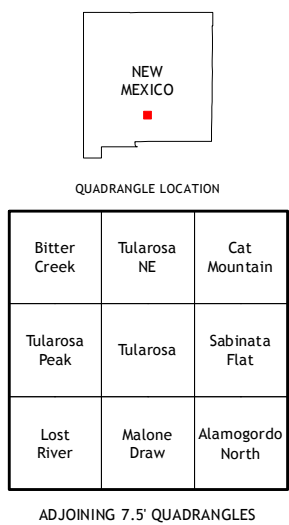 NEW
MEXICO
QUADRANGLE LOCATION
Bitter
Creek
Tularosa
NE
Cat
Mountain
Tularosa
Peak
Tularosa
Sabinata
Flat
Lost
River
Malone
Draw
Alamogordo
North
ADJOINING 7.5' QUADRANGLES